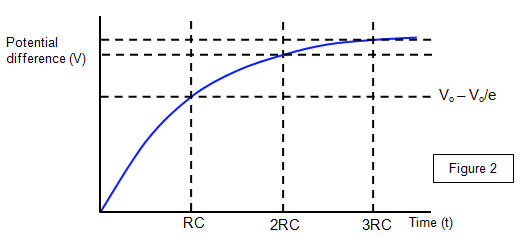 Potential
difference (V)
Vₒ – Vₒ/e
Figure 2
RC
2RC
3RC
Time (t)